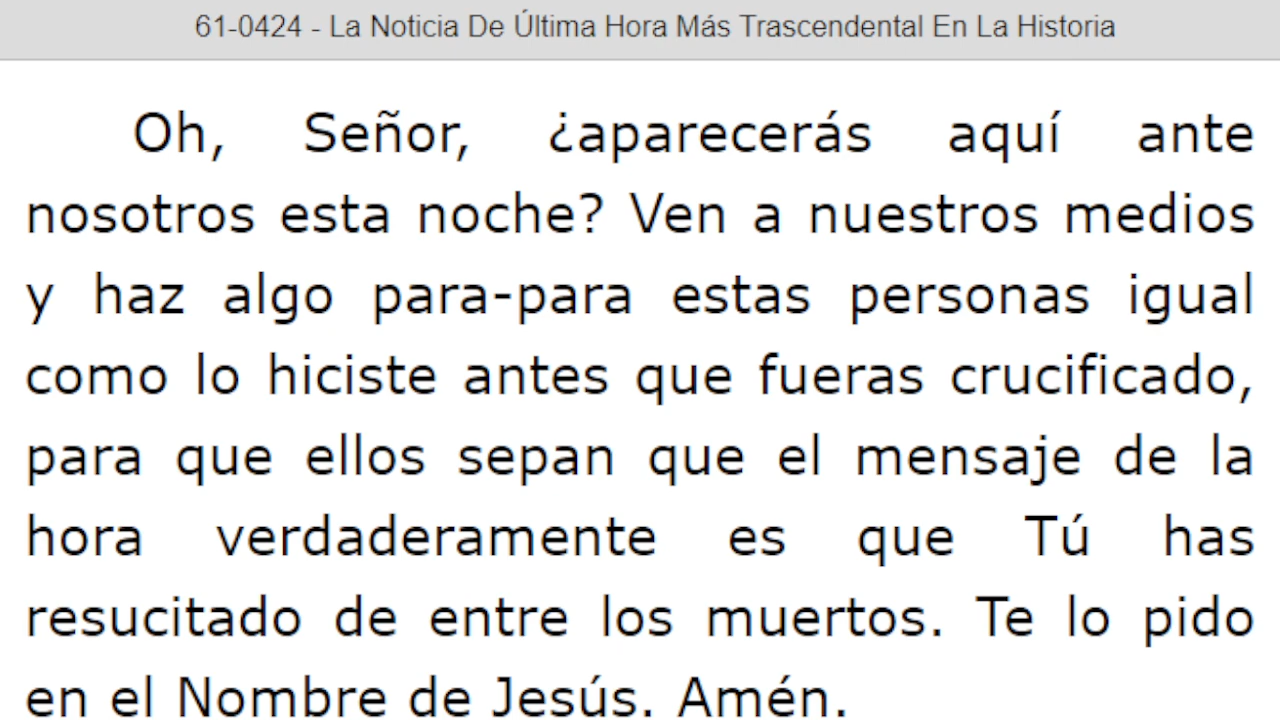 61-0424 - La Noticia De Última Hora Más Trascendental En La Historia
Oh, Señor, ¿aparecerás aquí ante
nosotros esta noche? Ven a nuestros medios
y haz algo para-para estas personas igual
como lo hiciste antes que fueras crucificado,
para que ellos sepan que el mensaje de la
hora verdaderamente es que Tú has
resucitado de entre los muertos. Te lo pido
en el Nombre de Jesús. Amén.